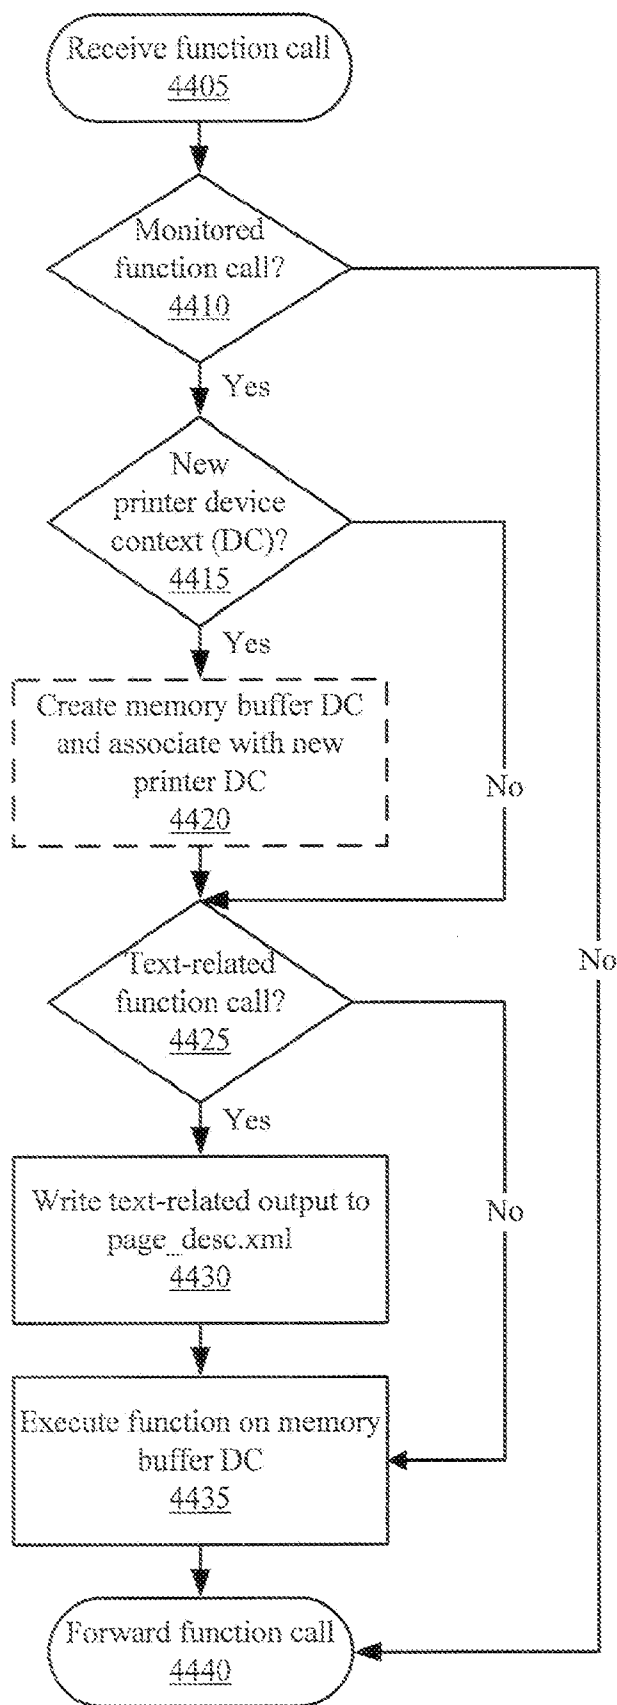 Receive function call
4405
Monitored
function call?
4410
Yes
New
printer device
context (DC)?
4415
Yes
Create memory buffer DC
and associate with new
printer DC
4420
No
No
Text-related
function call?
4425
Yes
Write text-related output to
page_desc.xml
4430
No
Execute function on memory
buffer DC
4435
Forward function call
4440